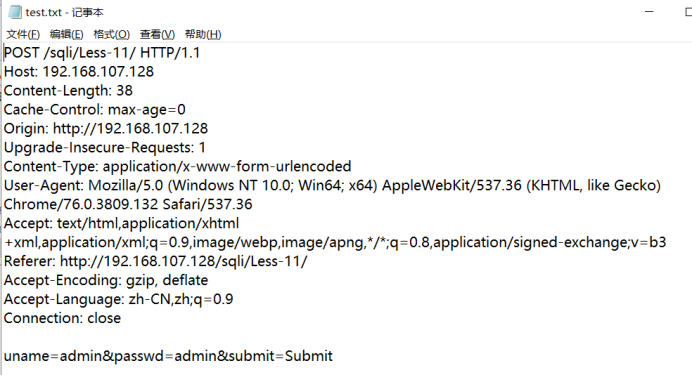 test.txt - 记事本
文件(F) 编辑(E) 格式(O) 查看(V) 帮助(H)
POST /sqli/Less-11/ HTTP/1.1
Host: 192.168.107.128
Content-Length: 38
Cache-Control: max-age=0
Origin: http://192.168.107.128
Upgrade-Insecure-Requests: 1
Content-Type: application/x-www-form-urlencoded
User-Agent: Mozilla/5.0 (Windows NT 10.0; Win64; x64) AppleWebKit/537.36 (KHTML, like Gecko)
Chrome/76.0.3809.132 Safari/537.36
Accept: text/html,application/xhtml
+xml,application/xml;q=0.9,image/webp,image/apng,*/*;q=0.8,application/signed-exchange;v=b3
Referer: http://192.168.107.128/sqli/Less-11/
Accept-Encoding: gzip, deflate
Accept-Language: zh-CN,zh;q=0.9
Connection: close
uname=admin&passwd=admin&submit=Submit